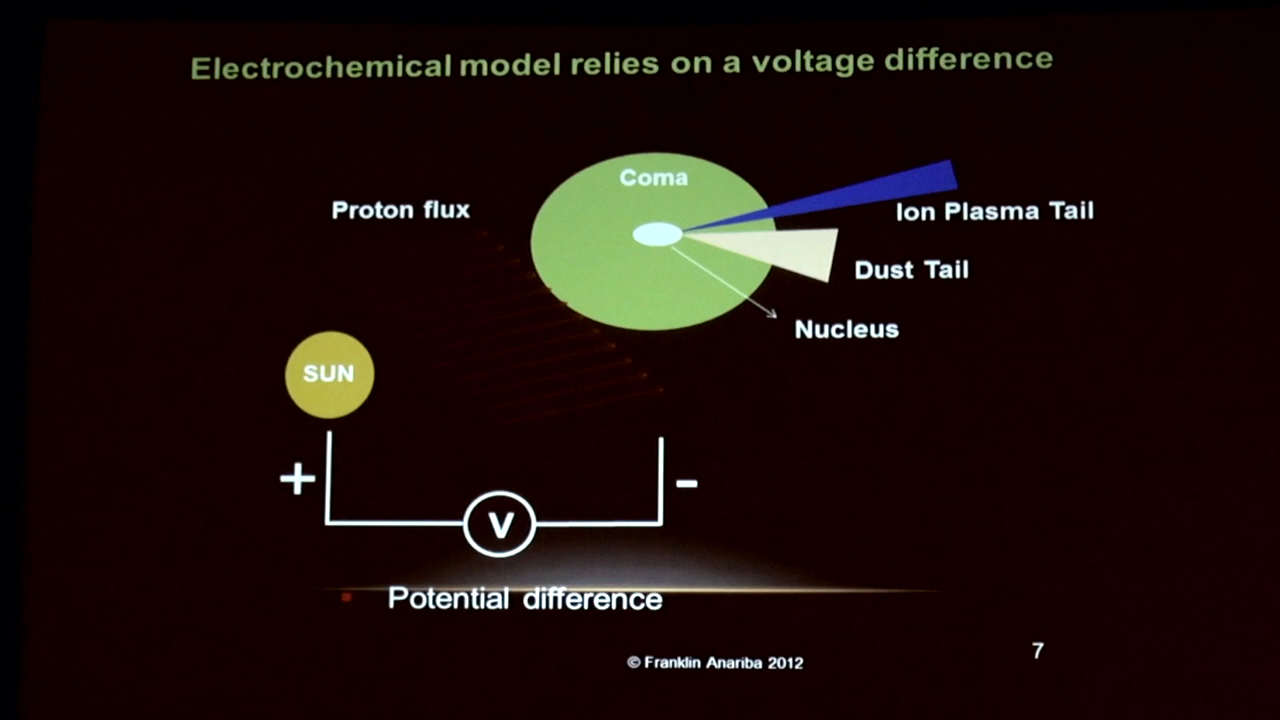 Electrochemical model relies on a voltage difference
Coma
Proton flux
Ion Plasma Tail
Dust Tail
Nucleus
SUN
+
-
V
Potential difference
© Franklin Anariba 2012
7